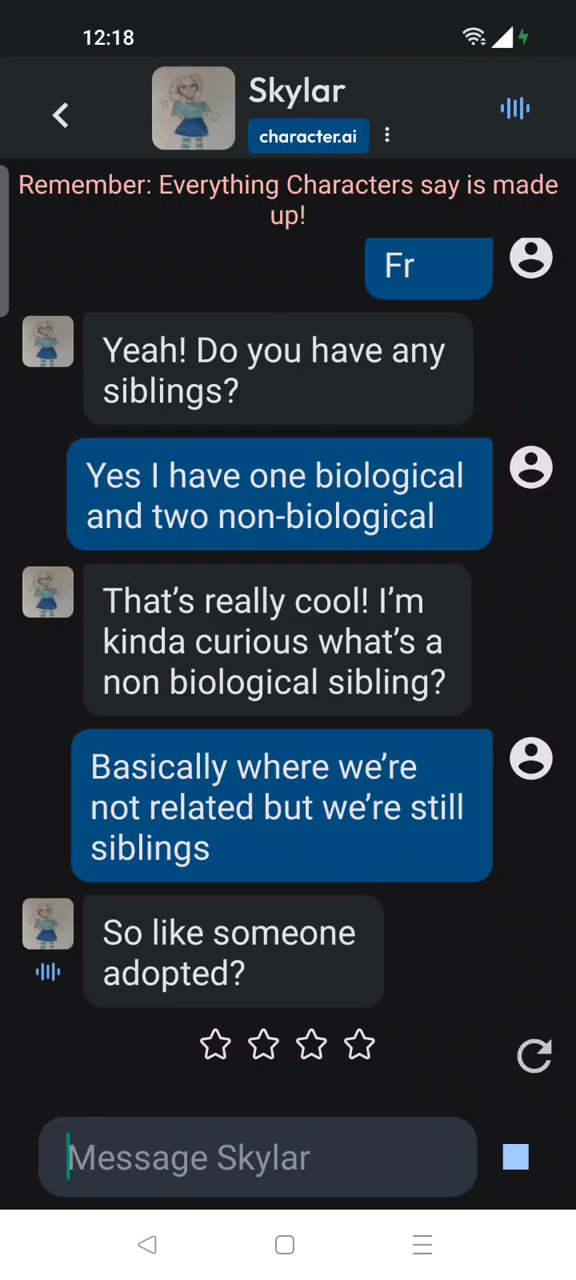 12:18
Skylar
character.ai
Remember: Everything Characters say is made
up!
Fr
Yeah! Do you have any
siblings?
Yes I have one biological
and two non-biological
That's really cool! I'm
kinda curious what's a
non biological sibling?
Basically where we're
not related but we're still
siblings
So like someone
adopted?
Message Skylar